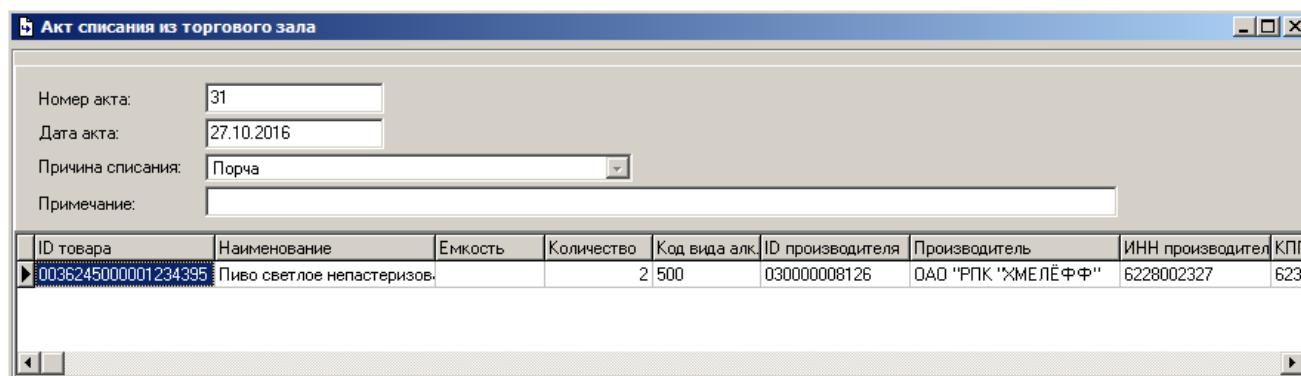 Акт списания из торгового зала
Номер акта: 31
Дата акта: 27.10.2016
Причина списания: Порча
Примечание:
ID товара Наименование Емкость Количество Код вида алк. ID производителя Производитель ИНН производител КПП
0036245000001234395 Пиво светлое непастеризов 2 500 030000008126 ОАО "РПК "ХМЕЛЁФФ" 6228002327 623